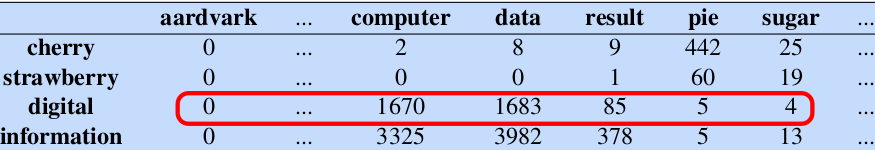 aardvark ... computer data result pie sugar ...
cherry 0 ... 2 8 9 442 25 ...
strawberry 0 ... 0 0 1 60 19 ...
digital 0 ... 1670 1683 85 5 4 ...
information 0 ... 3325 3982 378 5 13 ...